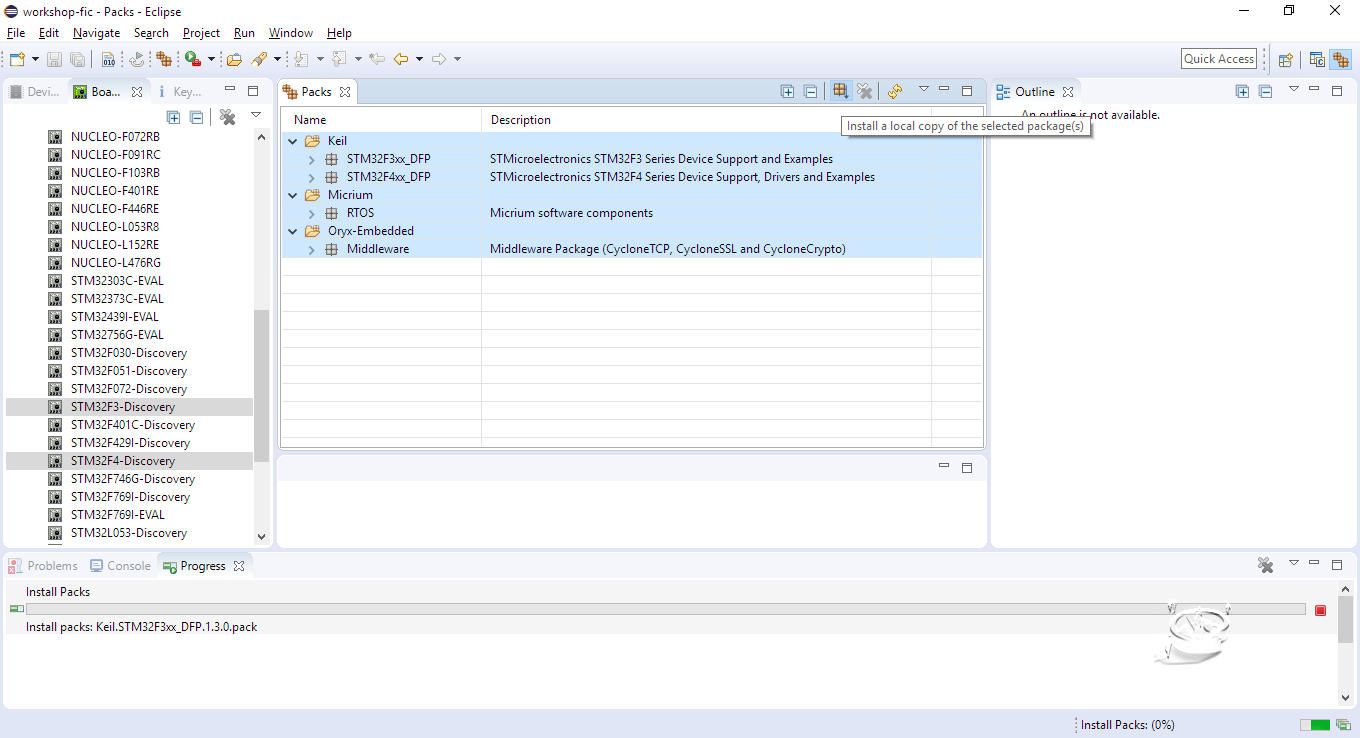 workshop-fic - Packs - Eclipse
File Edit Navigate Search Project Run Window Help
Quick Access
Devi... Boa... Key...
NUCLEO-F072RB
NUCLEO-F091RC
NUCLEO-F103RB
NUCLEO-F401RE
NUCLEO-F446RE
NUCLEO-L053R8
NUCLEO-L152RE
NUCLEO-L476RG
STM32303C-EVAL
STM32373C-EVAL
STM32439I-EVAL
STM32756G-EVAL
STM32F030-Discovery
STM32F051-Discovery
STM32F072-Discovery
STM32F3-Discovery
STM32F401C-Discovery
STM32F429I-Discovery
STM32F4-Discovery
STM32F746G-Discovery
STM32F769I-Discovery
STM32F769I-EVAL
STM32L053-Discovery
Packs
Name Description
Keil
STM32F3xx_DFP STMicroelectronics STM32F3 Series Device Support and Examples
STM32F4xx_DFP STMicroelectronics STM32F4 Series Device Support, Drivers and Examples
Micrium
RTOS Micrium software components
Oryx-Embedded
Middleware Middleware Package (CycloneTCP, CycloneSSL and CycloneCrypto)
Install a local copy of the selected package(s)
Outline
An outline is not available.
Problems Console Progress
Install Packs
Install packs: Keil.STM32F3xx_DFP.1.3.0.pack
Install Packs: (0%)